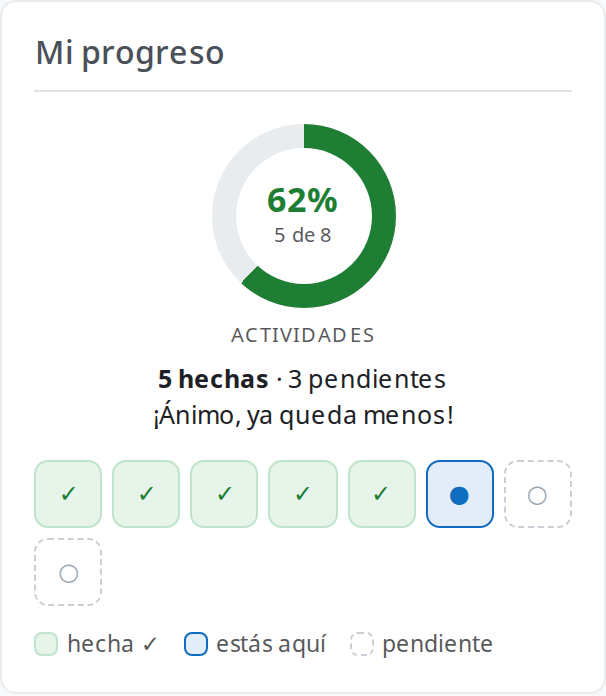 Mi progreso
62%
5 de 8
ACTIVIDADES
5 hechas · 3 pendientes
¡Ánimo, ya queda menos!
✓ ✓ ✓ ✓ ✓ ● ○
○
hecha ✓ estás aquí pendiente